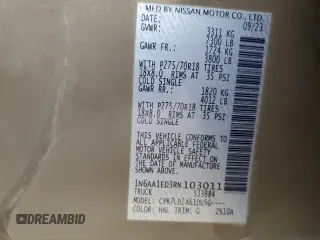 MFD BY NISSAN MOTOR CO., LTD.
09/23
GVWR: 3311 KG
7300 LB
GAWR FR: 1724 KG
3800 LB
WITH P275/70R18 TIRES
18X8.0 RIMS AT 35 PSI
COLD SINGLE
GAWR RR: 1820 KG
4012 LB
WITH P275/70R18 TIRES
18X8.0 RIMS AT 35 PSI
COLD SINGLE
THIS VEHICLE CONFORMS TO ALL
APPLICABLE FEDERAL MOTOR
VEHICLE SAFETY STANDARDS IN
EFFECT ON THE DATE OF
MANUFACTURE SHOWN ABOVE.
103011
TRUCK
MODEL:
COLOR: HAL TRIM: G